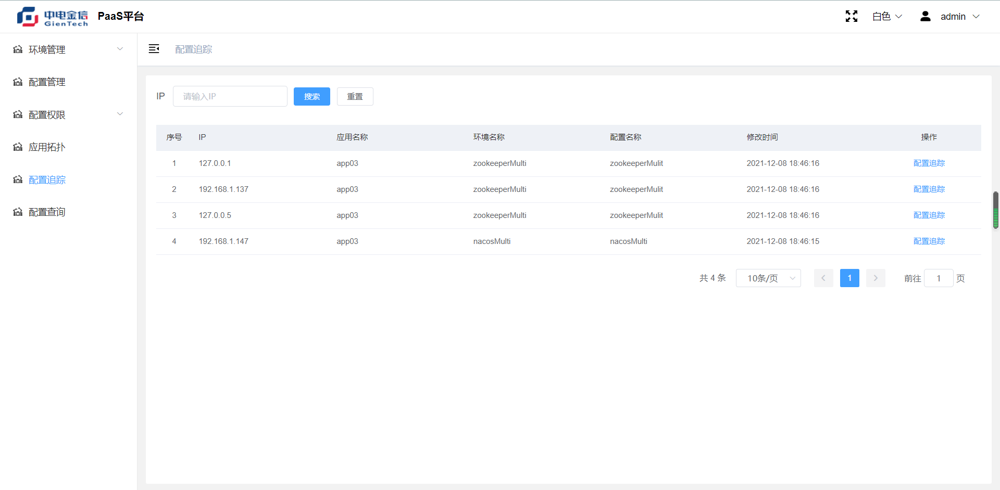 中电金信
GienTech
PaaS平台
白色
admin
环境管理
配置管理
配置权限
应用拓扑
配置追踪
配置查询
配置追踪
IP 请输入IP 搜索 重置
序号 IP 应用名称 环境名称 配置名称 修改时间 操作
1 127.0.0.1 app03 zookeeperMulti zookeeperMulit 2021-12-08 18:46:16 配置追踪
2 192.168.1.137 app03 zookeeperMulti zookeeperMulit 2021-12-08 18:46:16 配置追踪
3 127.0.0.5 app03 zookeeperMulti zookeeperMulit 2021-12-08 18:46:16 配置追踪
4 192.168.1.147 app03 nacosMulti nacosMulti 2021-12-08 18:46:15 配置追踪
共 4 条 10条/页 1 前往 1 页